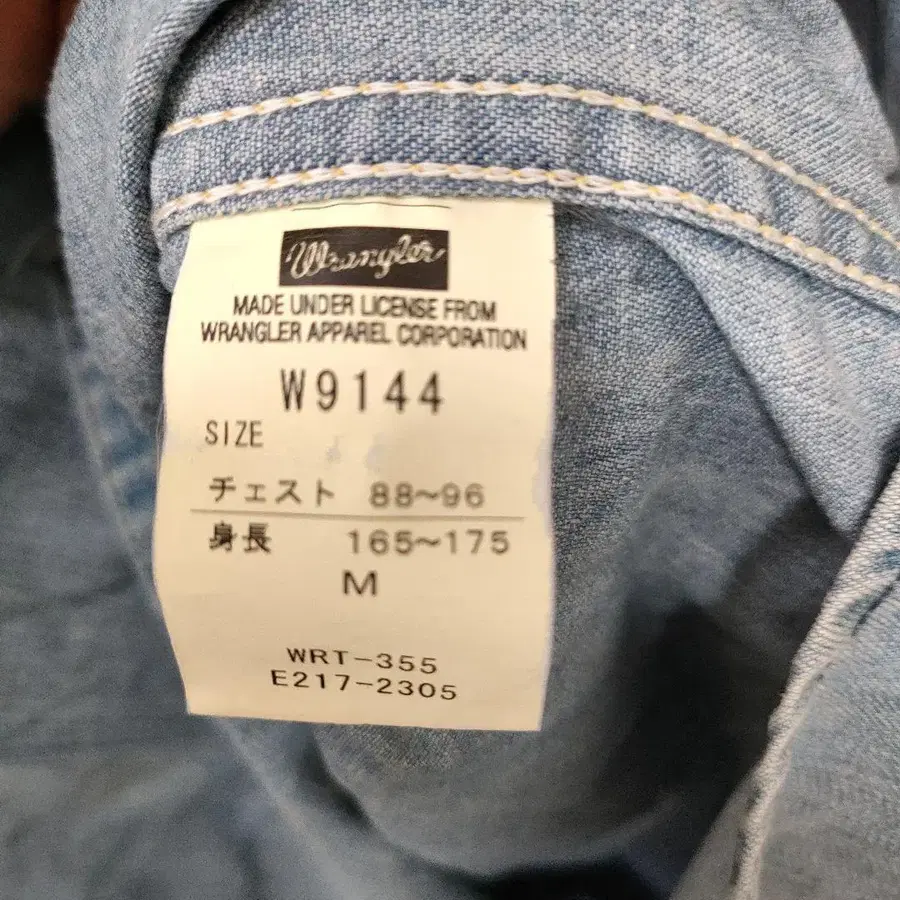 Wrangler
MADE UNDER LICENSE FROM
WRANGLER APPAREL CORPORATION
W9144
SIZE
チェスト 88~96
身長 165~175
M
WRT-355
E217-2305